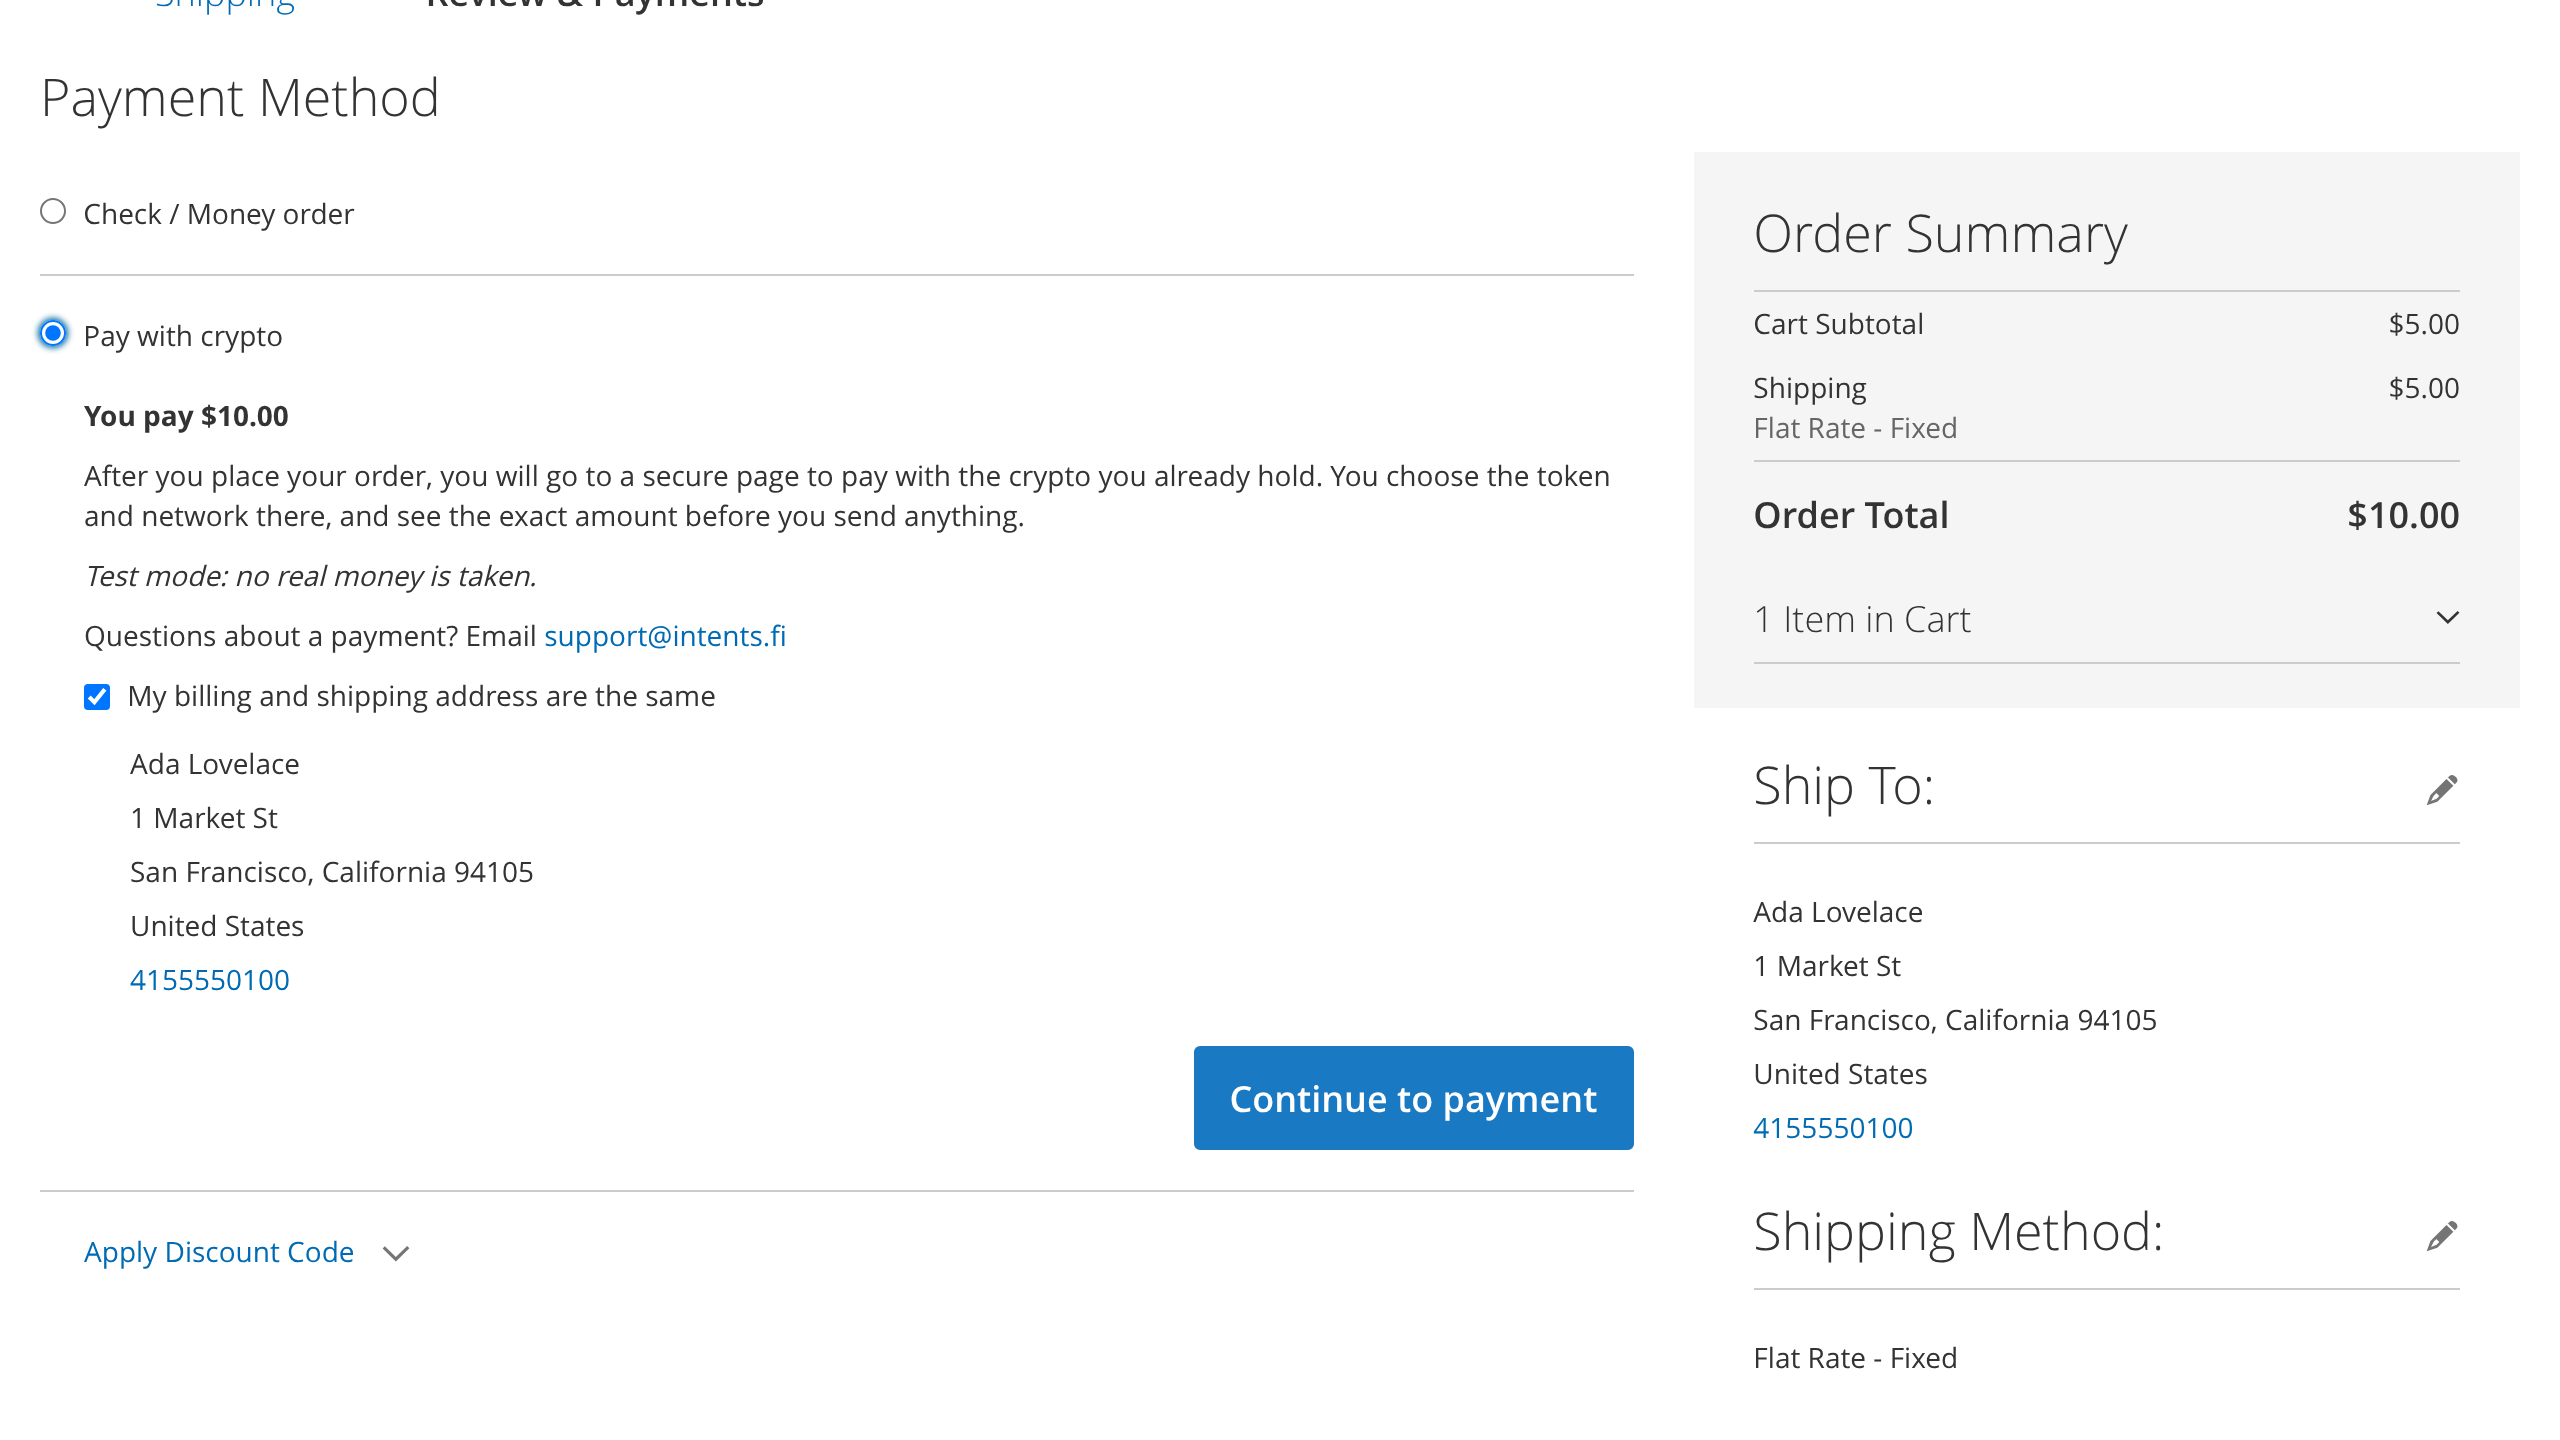 Shipping
Review & Payments
Payment Method
Check / Money order
Pay with crypto
You pay $10.00
After you place your order, you will go to a secure page to pay with the crypto you already hold. You choose the token
and network there, and see the exact amount before you send anything.
Test mode: no real money is taken.
Questions about a payment? Email support@intents.fi
My billing and shipping address are the same
Ada Lovelace
1 Market St
San Francisco, California 94105
United States
4155550100
Continue to payment
Apply Discount Code
Order Summary
Cart Subtotal $5.00
Shipping $5.00
Flat Rate - Fixed
Order Total $10.00
1 Item in Cart
Ship To:
Ada Lovelace
1 Market St
San Francisco, California 94105
United States
4155550100
Shipping Method:
Flat Rate - Fixed